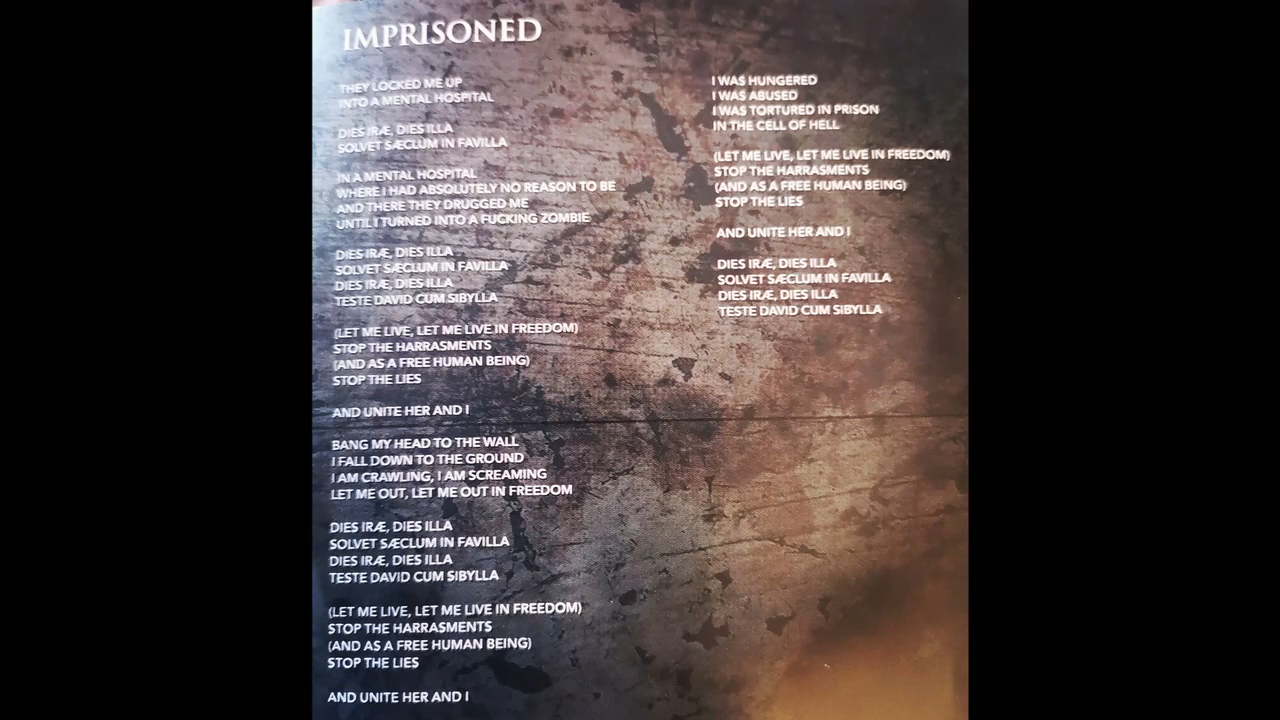 IMPRISONED
THEY LOCKED ME UP
INTO A MENTAL HOSPITAL
DIES IRÆ, DIES ILLA
SOLVET SÆCLUM IN FAVILLA
IN A MENTAL HOSPITAL
WHERE I HAD ABSOLUTELY NO REASON TO BE
AND THERE THEY DRUGGED ME
UNTIL I TURNED INTO A FUCKING ZOMBIE
DIES IRÆ, DIES ILLA
SOLVET SÆCLUM IN FAVILLA
DIES IRÆ, DIES ILLA
TESTE DAVID CUM SIBYLLA
(LET ME LIVE, LET ME LIVE IN FREEDOM)
STOP THE HARRASMENTS
(AND AS A FREE HUMAN BEING)
STOP THE LIES
AND UNITE HER AND I
BANG MY HEAD TO THE WALL
I FALL DOWN TO THE GROUND
I AM CRAWLING, I AM SCREAMING
LET ME OUT, LET ME OUT IN FREEDOM
DIES IRÆ, DIES ILLA
SOLVET SÆCLUM IN FAVILLA
DIES IRÆ, DIES ILLA
TESTE DAVID CUM SIBYLLA
(LET ME LIVE, LET ME LIVE IN FREEDOM)
STOP THE HARRASMENTS
(AND AS A FREE HUMAN BEING)
STOP THE LIES
AND UNITE HER AND I
I WAS HUNGERED
I WAS ABUSED
I WAS TORTURED IN PRISON
IN THE CELL OF HELL
(LET ME LIVE, LET ME LIVE IN FREEDOM)
STOP THE HARRASMENTS
(AND AS A FREE HUMAN BEING)
STOP THE LIES
AND UNITE HER AND I
DIES IRÆ, DIES ILLA
SOLVET SÆCLUM IN FAVILLA
DIES IRÆ, DIES ILLA
TESTE DAVID CUM SIBYLLA